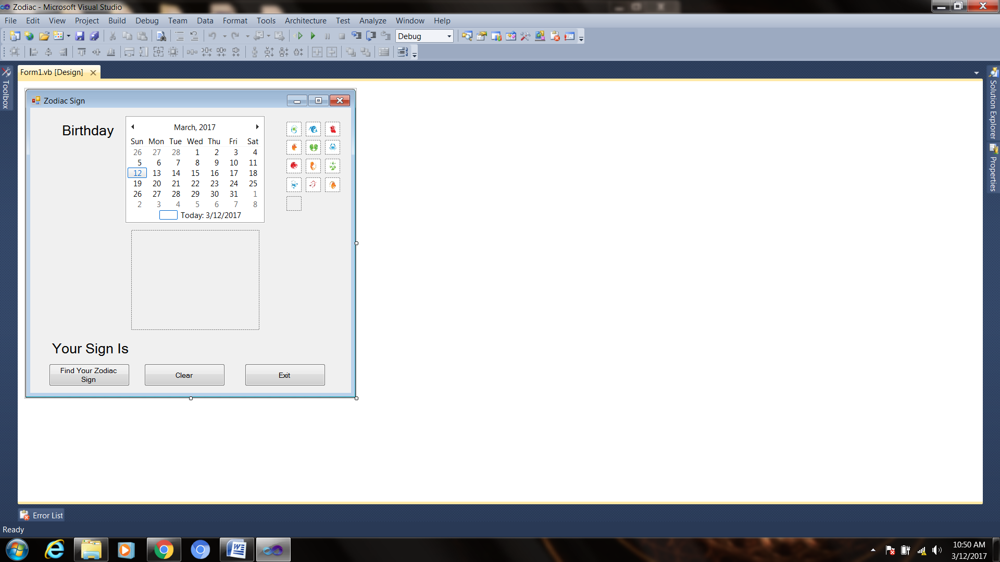 Zodiac - Microsoft Visual Studio
File Edit View Project Build Debug Team Data Format Tools Architecture Test Analyze Window Help
Debug
Form1.vb [Design]
Toolbox
Solution Explorer
Properties
Zodiac Sign
Birthday
March, 2017
Sun Mon Tue Wed Thu Fri Sat
26 27 28 1 2 3 4
5 6 7 8 9 10 11
12 13 14 15 16 17 18
19 20 21 22 23 24 25
26 27 28 29 30 31 1
2 3 4 5 6 7 8
Today: 3/12/2017
Your Sign Is
Find Your Zodiac
Sign
Clear
Exit
Error List
Ready
10:50 AM
3/12/2017